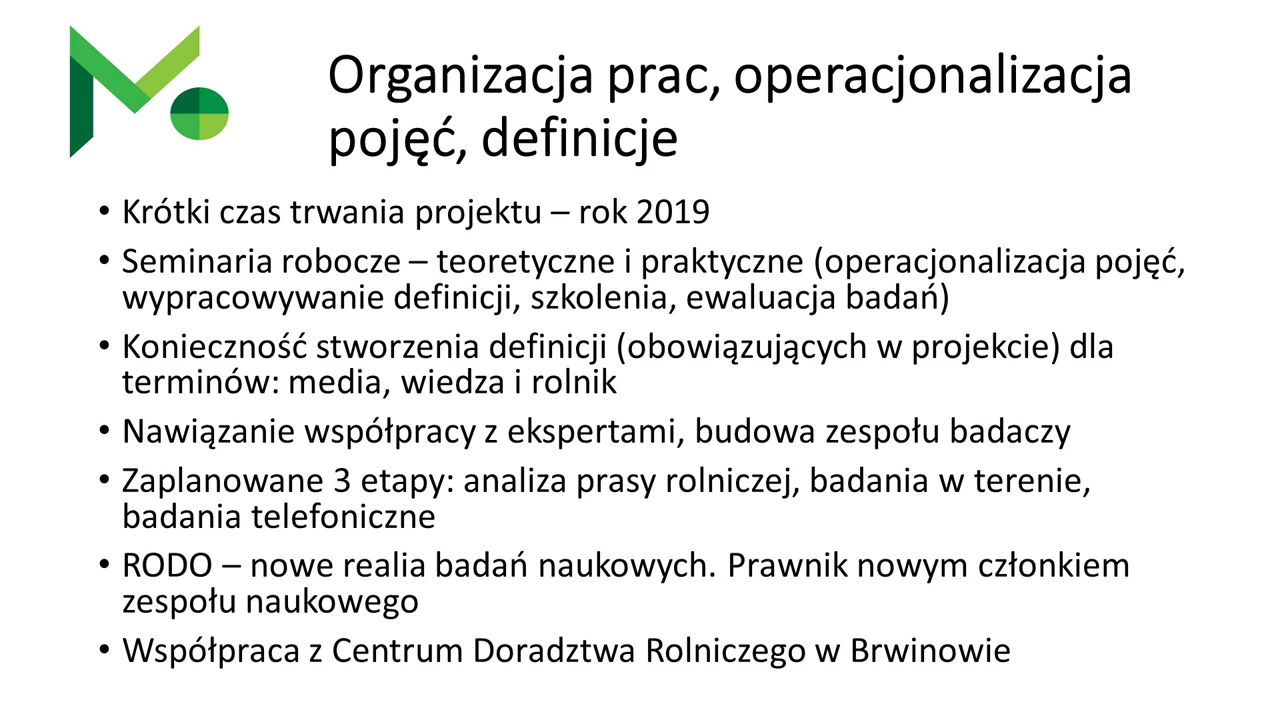 Organizacja prac, operacjonalizacja
pojęć, definicje
• Krótki czas trwania projektu – rok 2019
• Seminaria robocze – teoretyczne i praktyczne (operacjonalizacja pojęć,
wypracowywanie definicji, szkolenia, ewaluacja badań)
• Konieczność stworzenia definicji (obowiązujących w projekcie) dla
terminów: media, wiedza i rolnik
• Nawiązanie współpracy z ekspertami, budowa zespołu badaczy
• Zaplanowane 3 etapy: analiza prasy rolniczej, badania w terenie,
badania telefoniczne
• RODO – nowe realia badań naukowych. Prawnik nowym członkiem
zespołu naukowego
• Współpraca z Centrum Doradztwa Rolniczego w Brwinowie